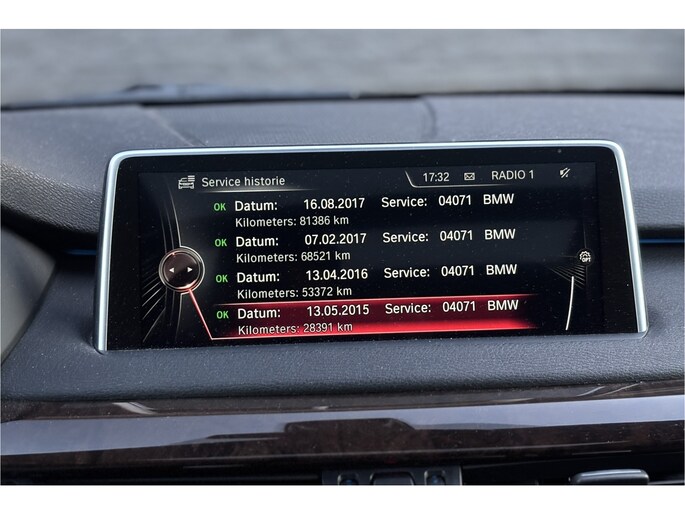 Service historie 17:32 RADIO 1
OK Datum: 16.08.2017 Service: 04071 BMW
Kilometers: 81386 km
OK Datum: 07.02.2017 Service: 04071 BMW
Kilometers: 68521 km
OK Datum: 13.04.2016 Service: 04071 BMW
Kilometers: 53372 km
OK Datum: 13.05.2015 Service: 04071 BMW
Kilometers: 28391 km